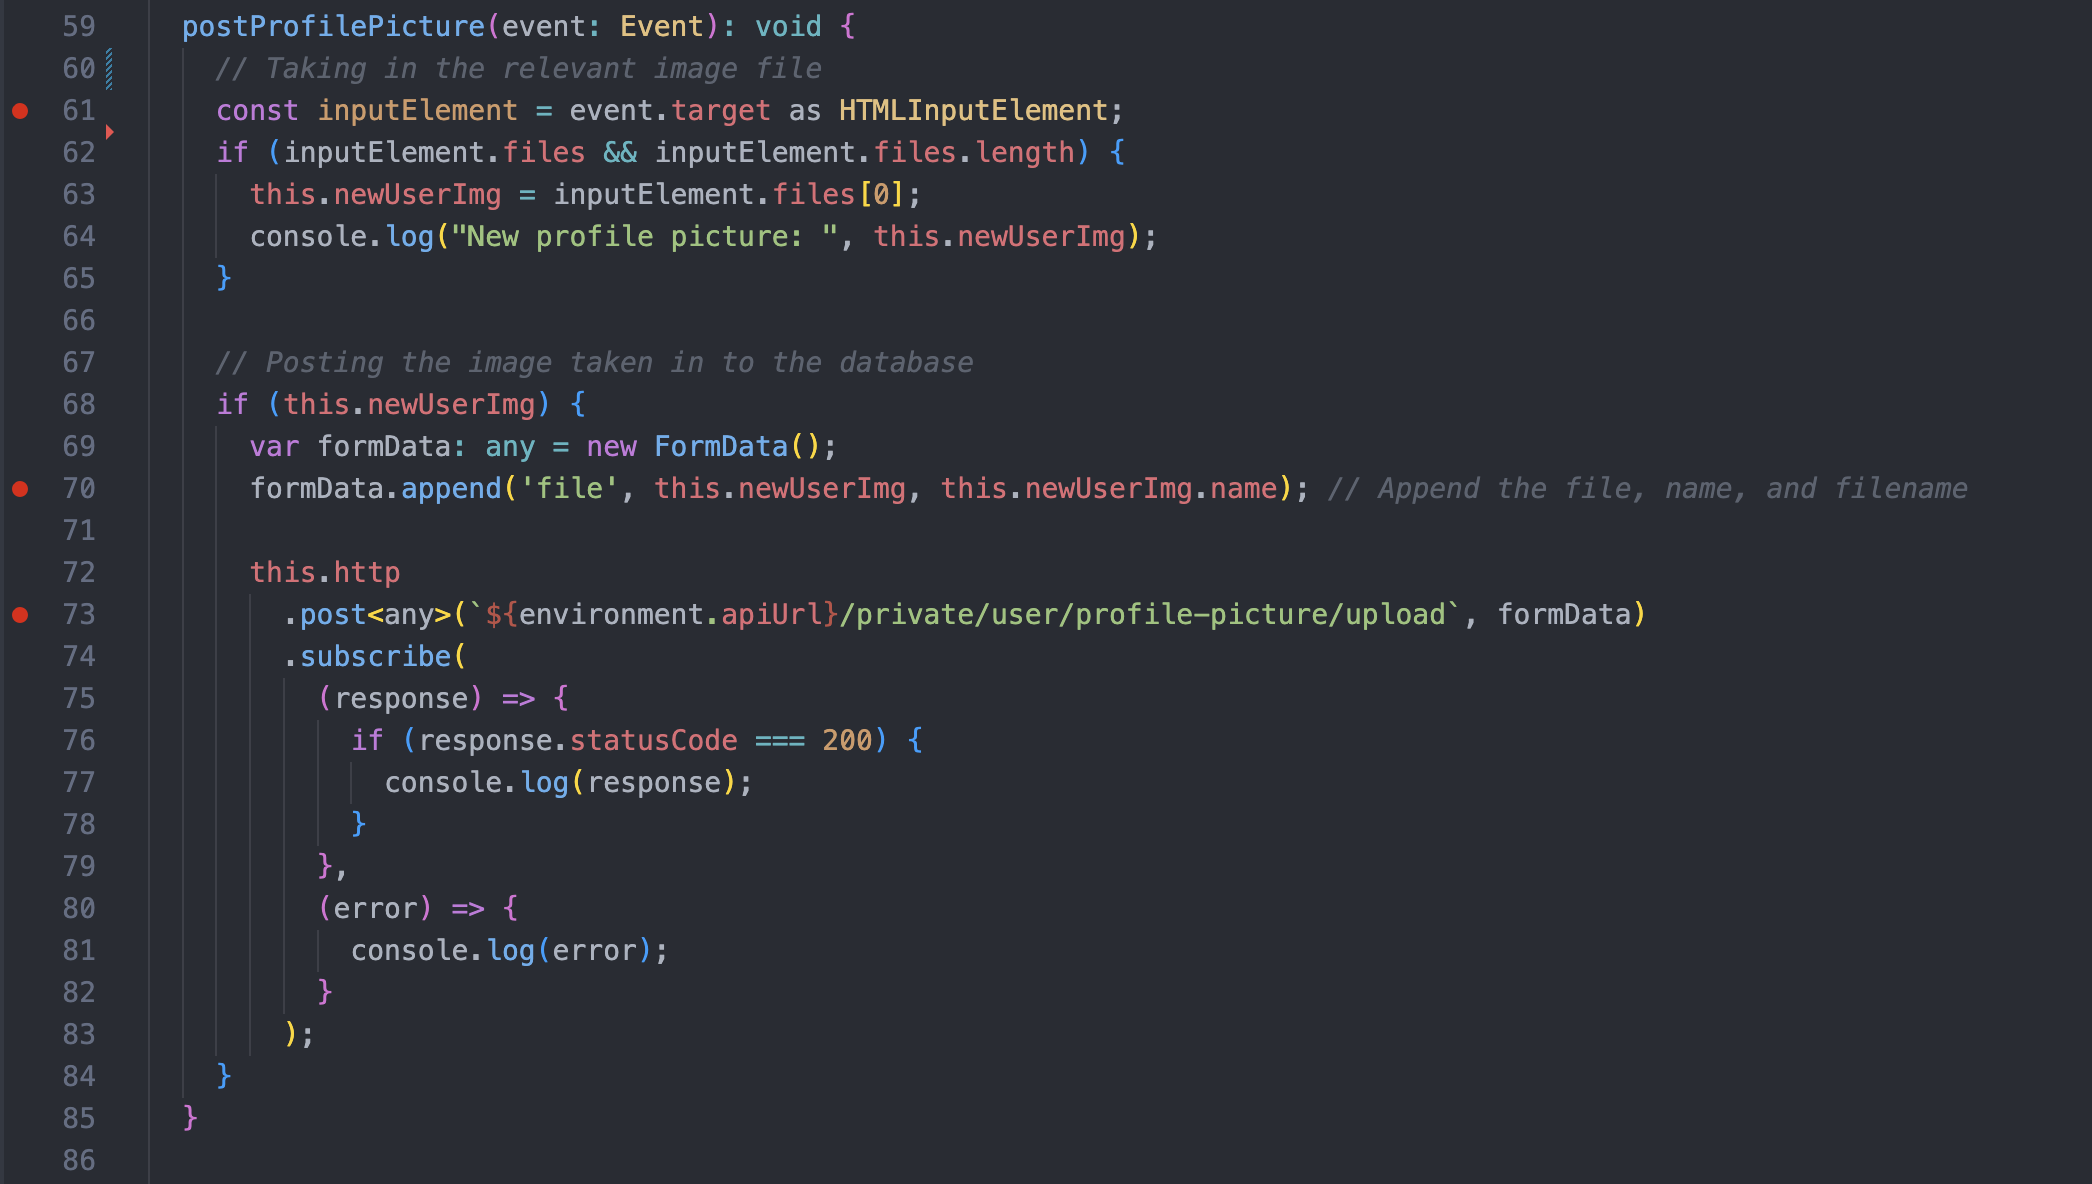 59 postProfilePicture(event: Event): void {
60 // Taking in the relevant image file
61 const inputElement = event.target as HTMLInputElement;
62 if (inputElement.files && inputElement.files.length) {
63 this.newUserImg = inputElement.files[0];
64 console.log("New profile picture: ", this.newUserImg);
65 }
66
67 // Posting the image taken in to the database
68 if (this.newUserImg) {
69 var formData: any = new FormData();
70 formData.append('file', this.newUserImg, this.newUserImg.name); // Append the file, name, and filename
71
72 this.http
73 .post<any>(`${environment.apiUrl}/private/user/profile-picture/upload`, formData)
74 .subscribe(
75 (response) => {
76 if (response.statusCode === 200) {
77 console.log(response);
78 }
79 },
80 (error) => {
81 console.log(error);
82 }
83 );
84 }
85 }
86